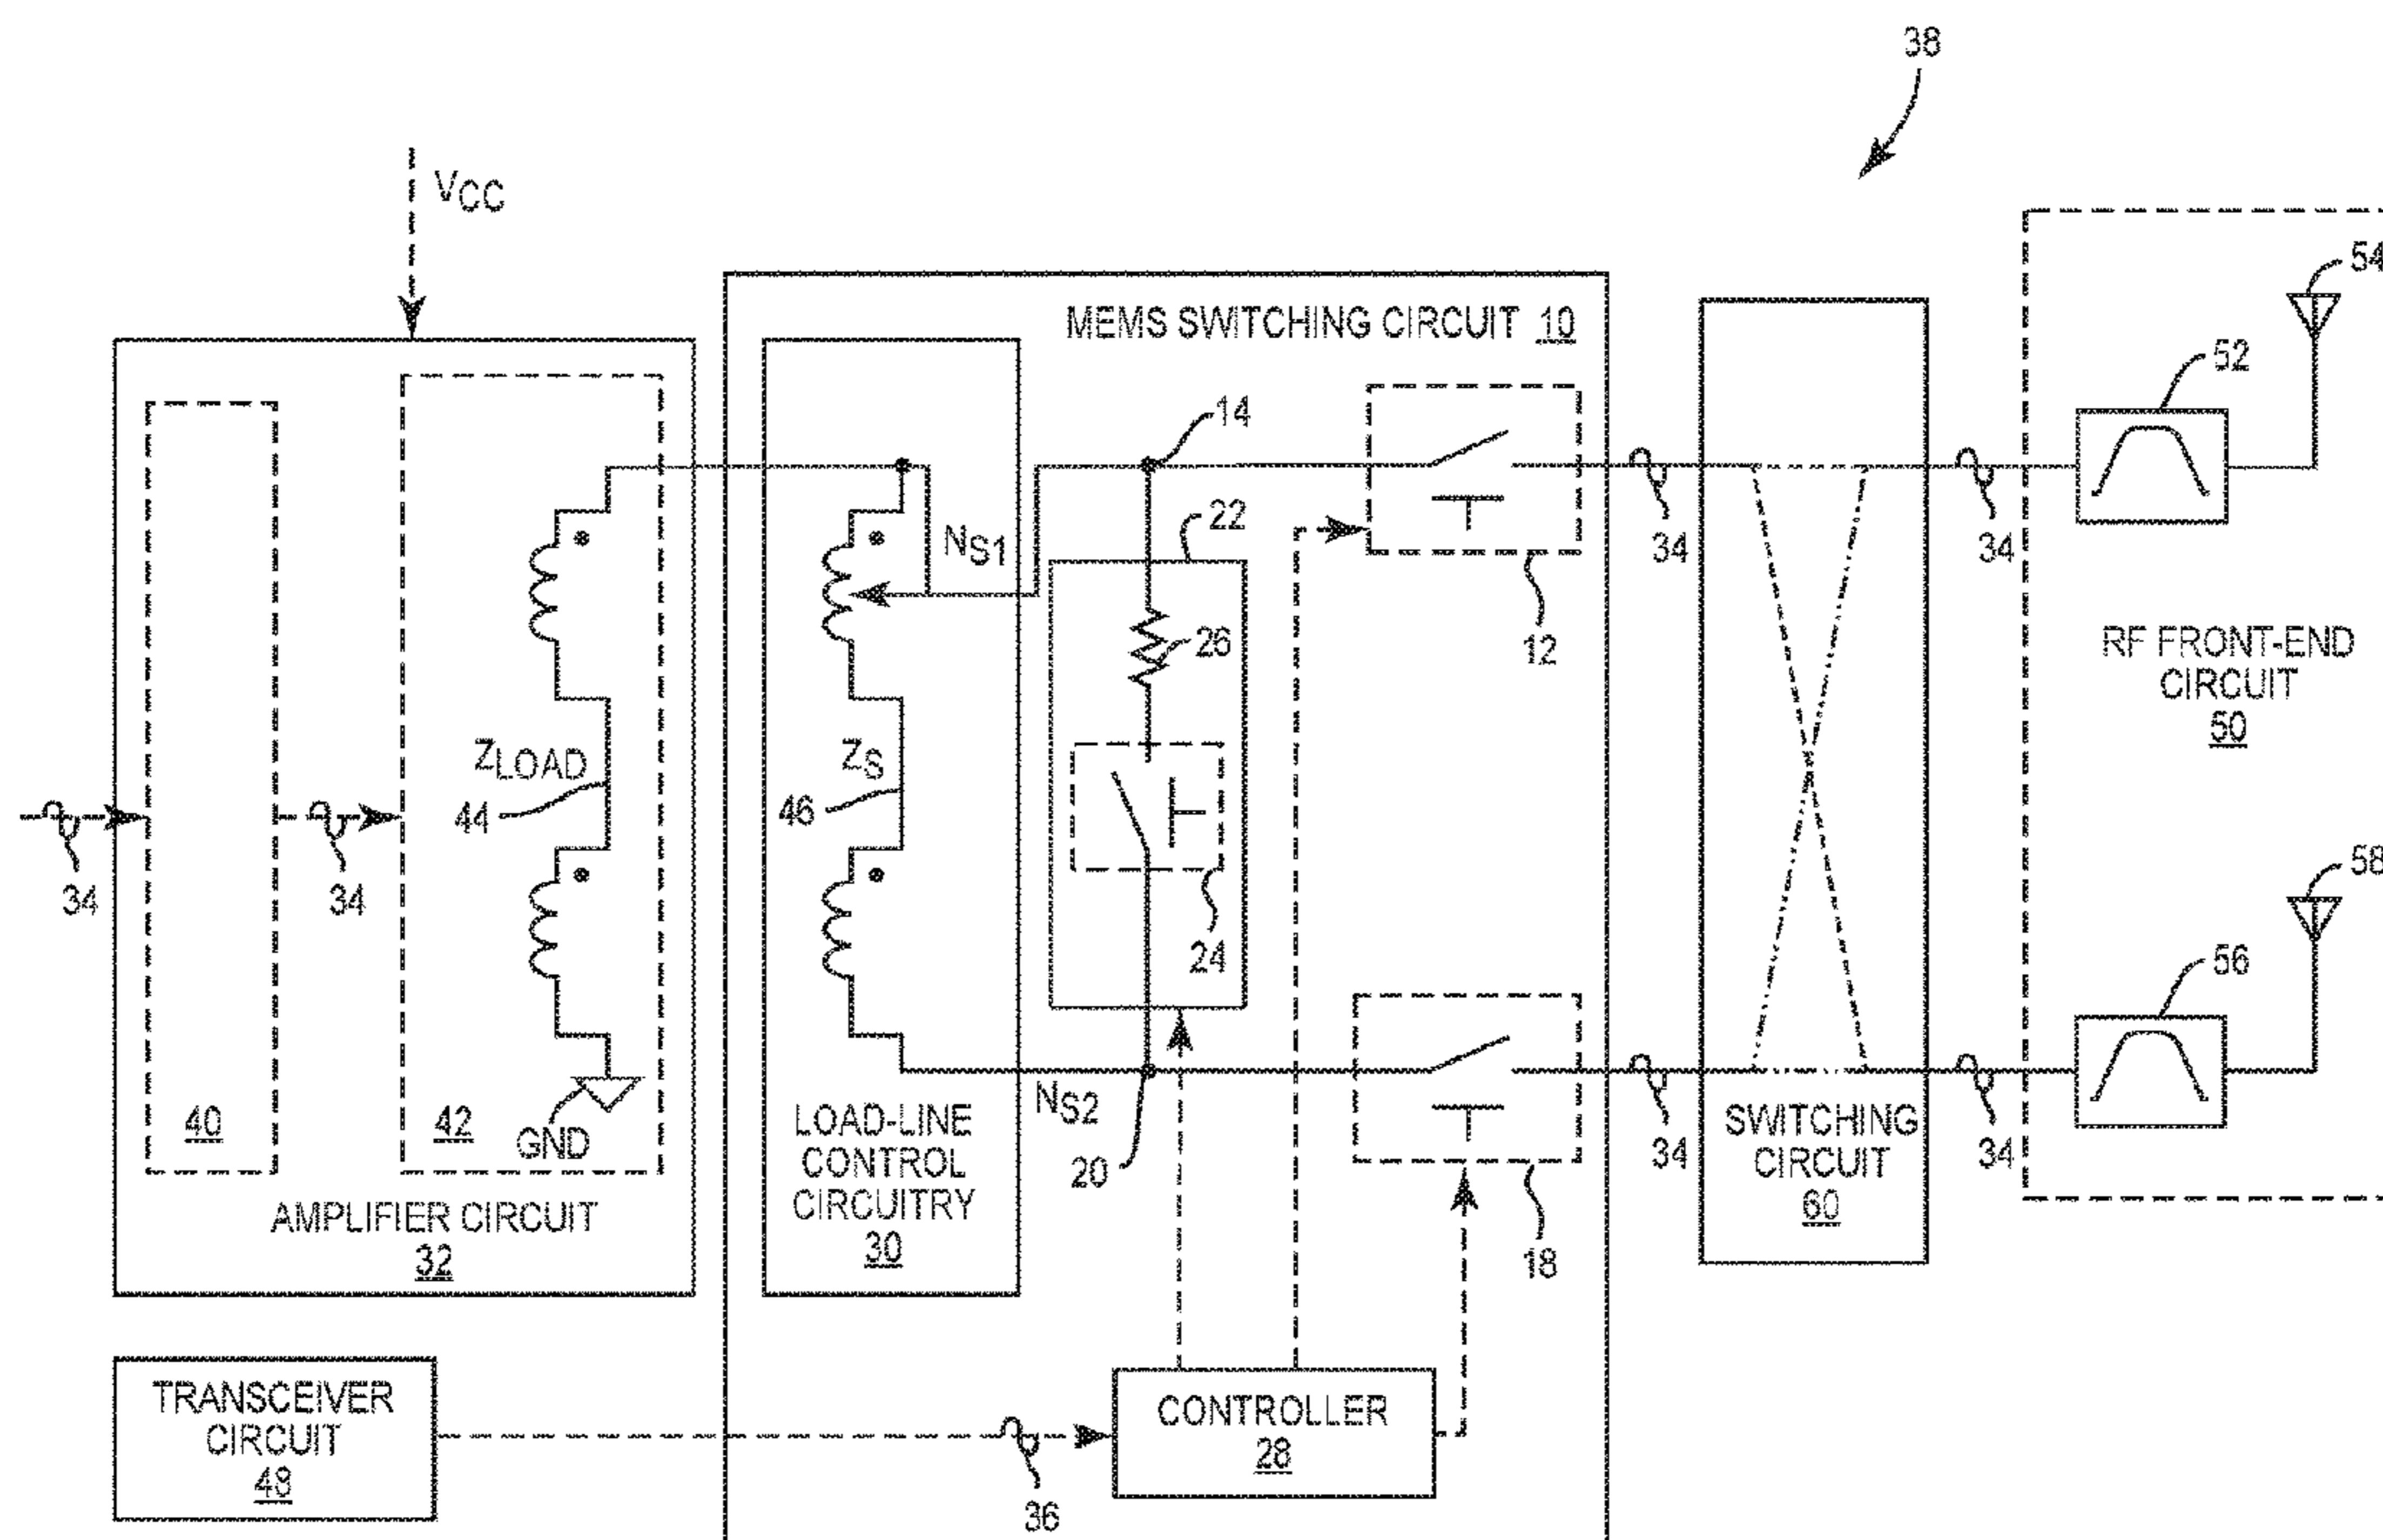 38
VCC
54
MEMS SWITCHING CIRCUIT 10
52
14
NS1
22
34
34
12
26
RF FRONT-END
CIRCUIT
50
ZLOAD
44
ZS
46
34
34
24
58
56
40
42
GND
NS2
20
LOAD-LINE
CONTROL
CIRCUITRY
30
34
34
SWITCHING
CIRCUIT
60
AMPLIFIER CIRCUIT
32
18
TRANSCEIVER
CIRCUIT
48
CONTROLLER
28
36